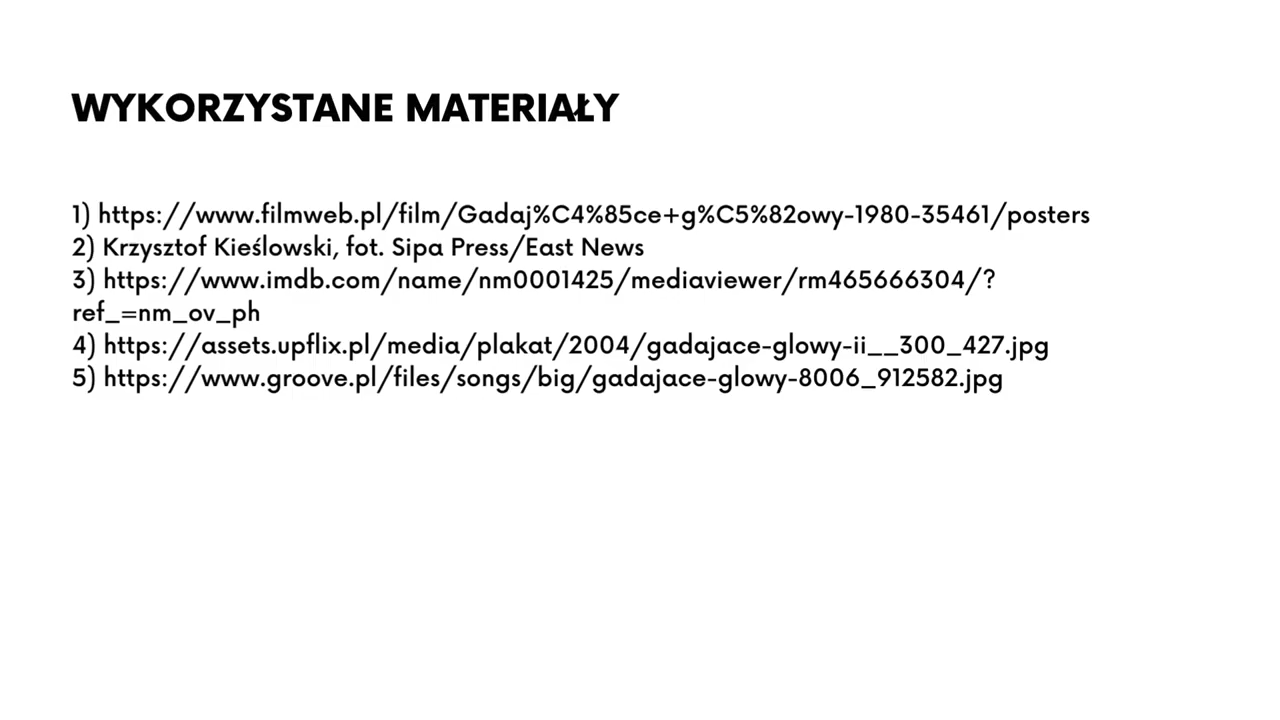 WYKORZYSTANE MATERIAŁY
1) https://www.filmweb.pl/film/Gadaj%C4%85ce+g%C5%82owy-1980-35461/posters
2) Krzysztof Kieślowski, fot. Sipa Press/East News
3) https://www.imdb.com/name/nm0001425/mediaviewer/rm465666304/?
ref_=nm_ov_ph
4) https://assets.upflix.pl/media/plakat/2004/gadajace-glowy-ii__300_427.jpg
5) https://www.groove.pl/files/songs/big/gadajace-glowy-8006_912582.jpg